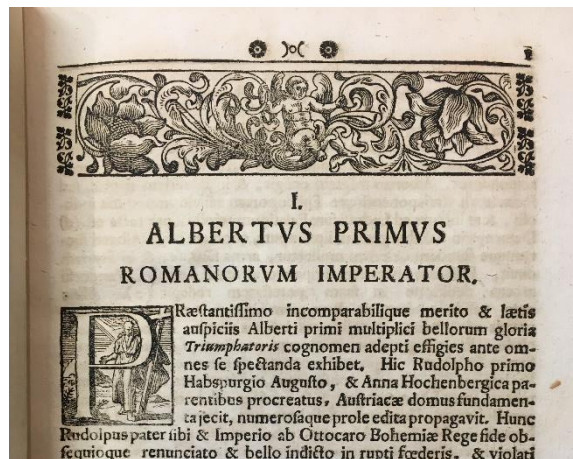 I.
ALBERTVS PRIMVS
ROMANORVM IMPERATOR.
PRæstantiſſimo incomparabilique merito & lætis
auſpiciis Alberti primi multiplici bellorum gloria
Triumphatoris cognomen adepti effigies ante om-
nes ſe ſpectanda exhibet. Hic Rudolpho primo
Habspurgio Auguſto, & Anna Hochenbergica pa-
rentibus procreatus, Auſtriacæ domus fundamen-
ta jecit, numeroſaque prole edita propagavit. Hunc
Rudolpus pater ſibi & Imperio ab Ottocaro Bohemiæ Rege fide ob-
ſequioque renunciato & bello indicto in rupti fœderis, & violati